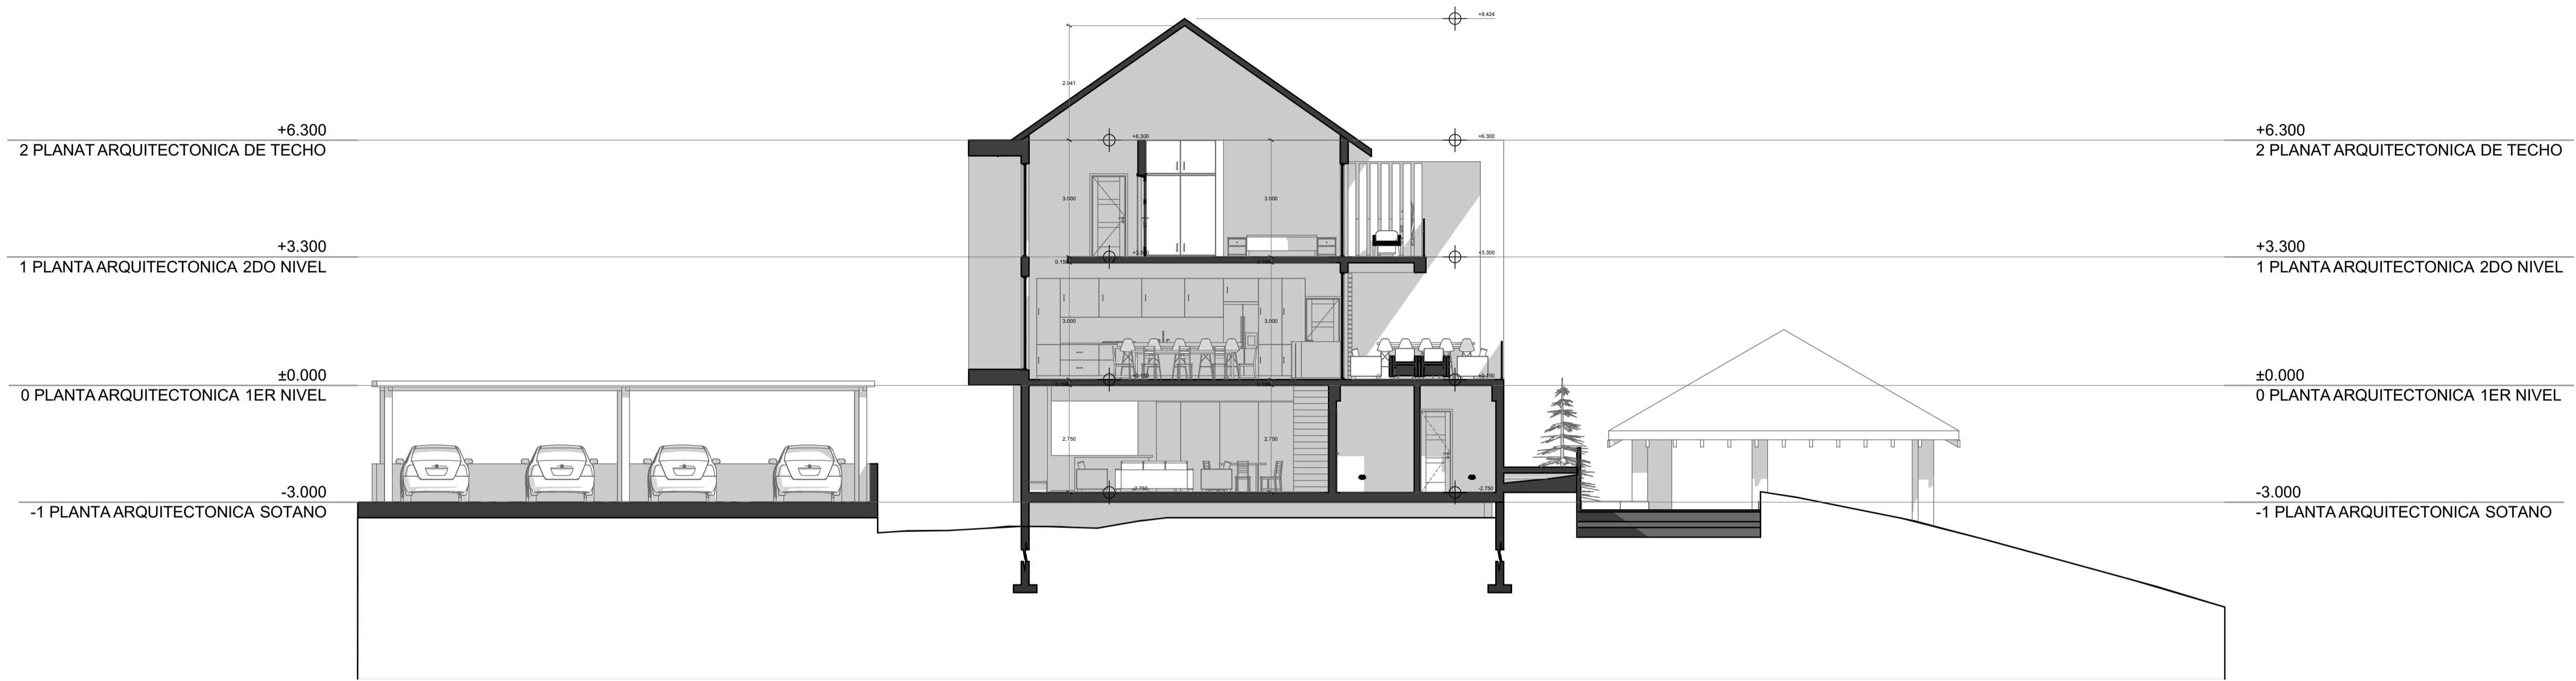 +9.424
2.941
+6.300
2 PLANAT ARQUITECTONICA DE TECHO
+6.300
+6.300
+6.300
2 PLANAT ARQUITECTONICA DE TECHO
3.000
3.000
+3.300
1 PLANTA ARQUITECTONICA 2DO NIVEL
+3.300
+3.300
+3.300
1 PLANTA ARQUITECTONICA 2DO NIVEL
3.000
3.000
±0.000
0 PLANTA ARQUITECTONICA 1ER NIVEL
±0.000
0 PLANTA ARQUITECTONICA 1ER NIVEL
2.750
2.750
-3.000
-1 PLANTA ARQUITECTONICA SOTANO
-2.750
-2.750
-3.000
-1 PLANTA ARQUITECTONICA SOTANO